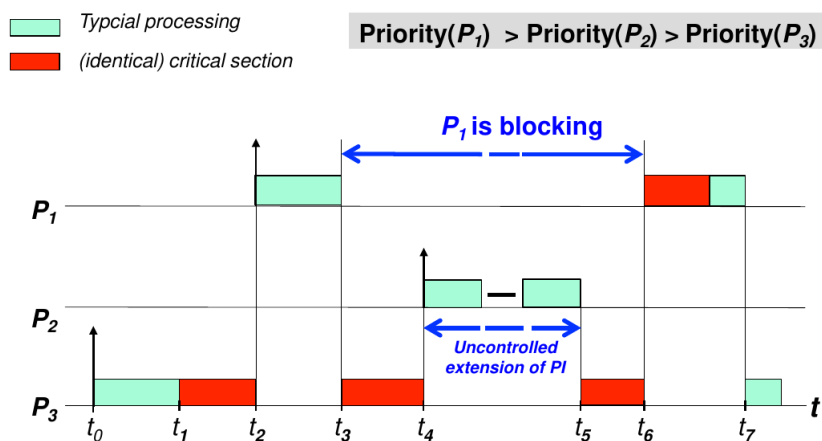 Typcial processing
Priority(P1) > Priority(P2) > Priority(P3)
(identical) critical section
P1 is blocking
P1
P2
Uncontrolled
extension of PI
P3
t0 t1 t2 t3 t4 t5 t6 t7 t